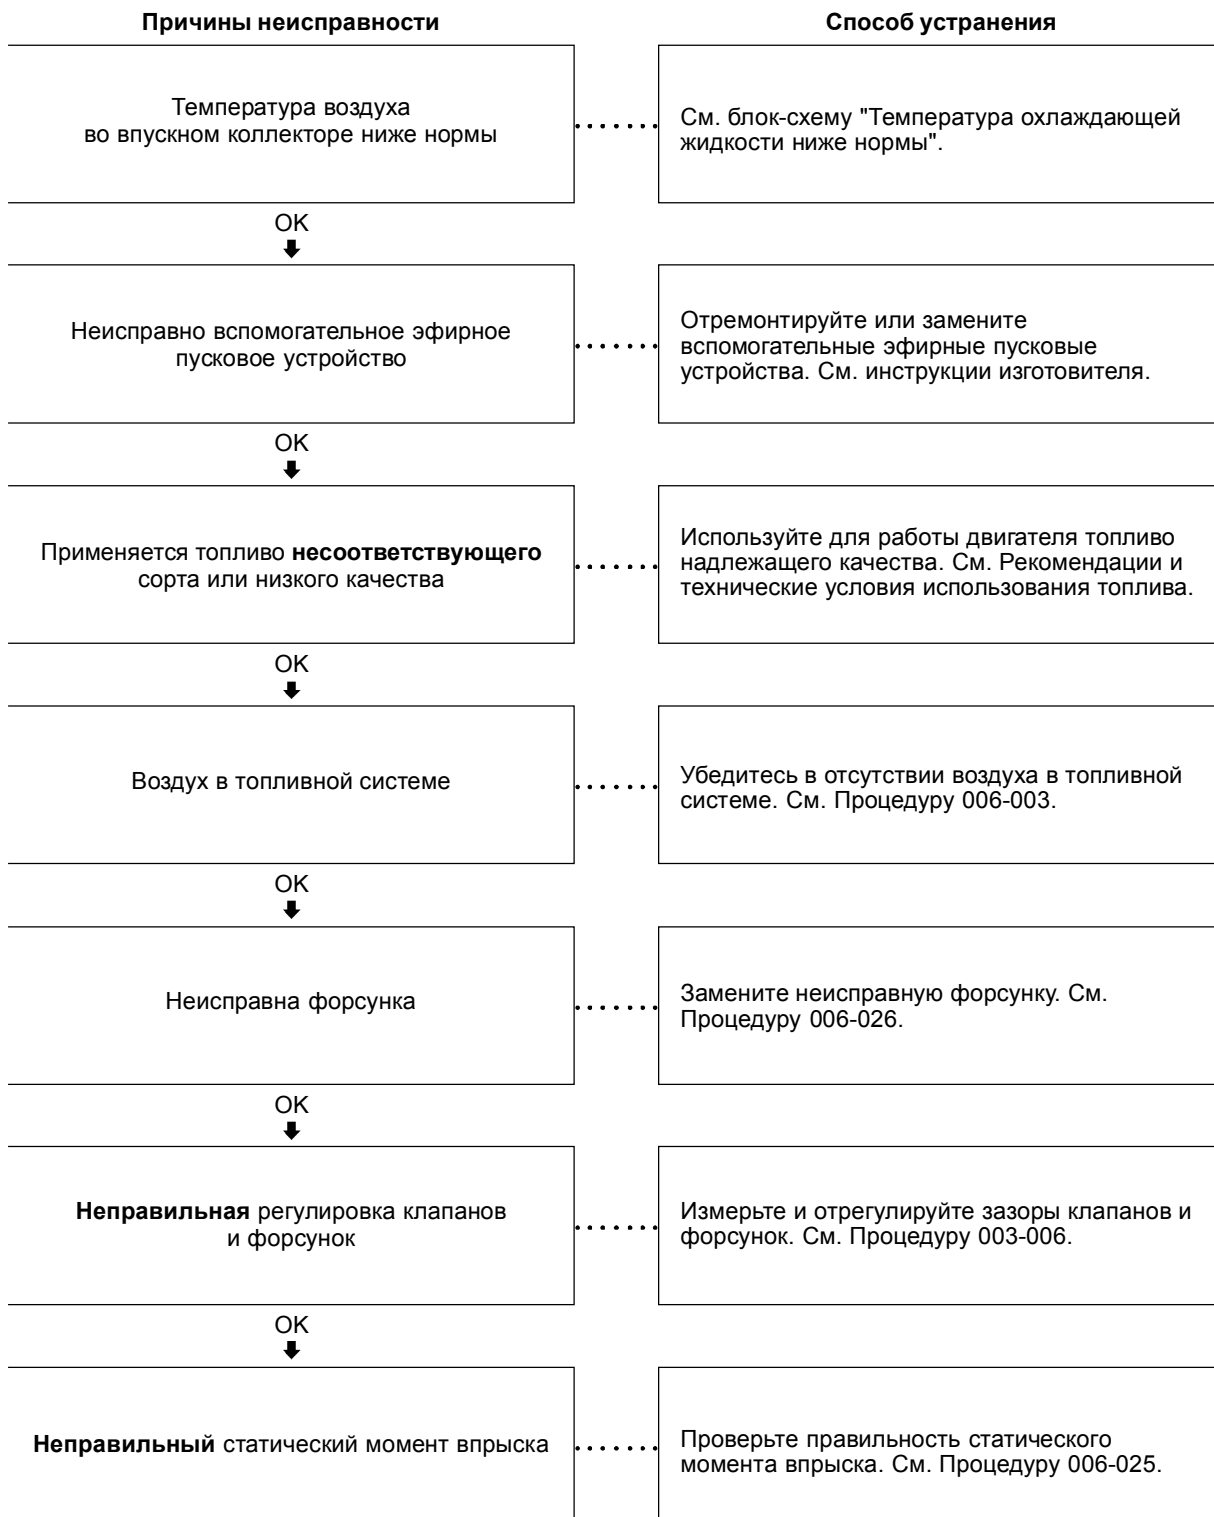 Причины неисправности
Способ устранения
Температура воздуха
во впускном коллекторе ниже нормы
См. блок-схему "Температура охлаждающей
жидкости ниже нормы".
OK
Неисправно вспомогательное эфирное
пусковое устройство
Отремонтируйте или замените
вспомогательные эфирные пусковые
устройства. См. инструкции изготовителя.
OK
Применяется топливо несоответствующего
сорта или низкого качества
Используйте для работы двигателя топливо
надлежащего качества. См. Рекомендации и
технические условия использования топлива.
OK
Воздух в топливной системе
Убедитесь в отсутствии воздуха в топливной
системе. См. Процедуру 006-003.
OK
Неисправна форсунка
Замените неисправную форсунку. См.
Процедуру 006-026.
OK
Неправильная регулировка клапанов
и форсунок
Измерьте и отрегулируйте зазоры клапанов и
форсунок. См. Процедуру 003-006.
OK
Неправильный статический момент впрыска
Проверьте правильность статического
момента впрыска. См. Процедуру 006-025.